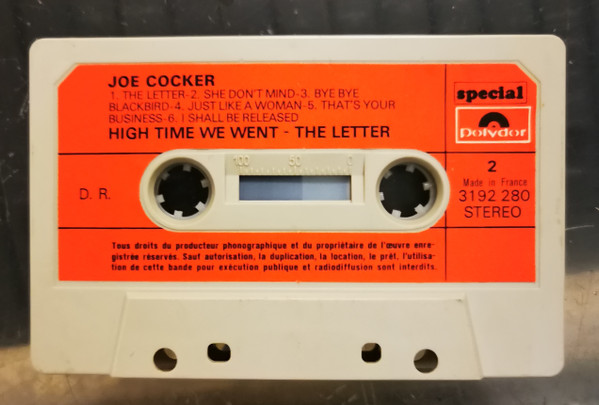 JOE COCKER
1. THE LETTER-2. SHE DON'T MIND-3. BYE BYE
BLACKBIRD-4. JUST LIKE A WOMAN-5. THAT'S YOUR
BUSINESS-6. I SHALL BE RELEASED
HIGH TIME WE WENT - THE LETTER
special
polydor
D. R.
100 50 0
2
Made in France
3192 280
STEREO
Tous droits du producteur phonographique et du propriétaire de l'œuvre enre-
gistrée réservés. Sauf autorisation, la duplication, la location, le prêt, l'utilisa-
tion de cette bande pour exécution publique et radiodiffusion sont interdits.